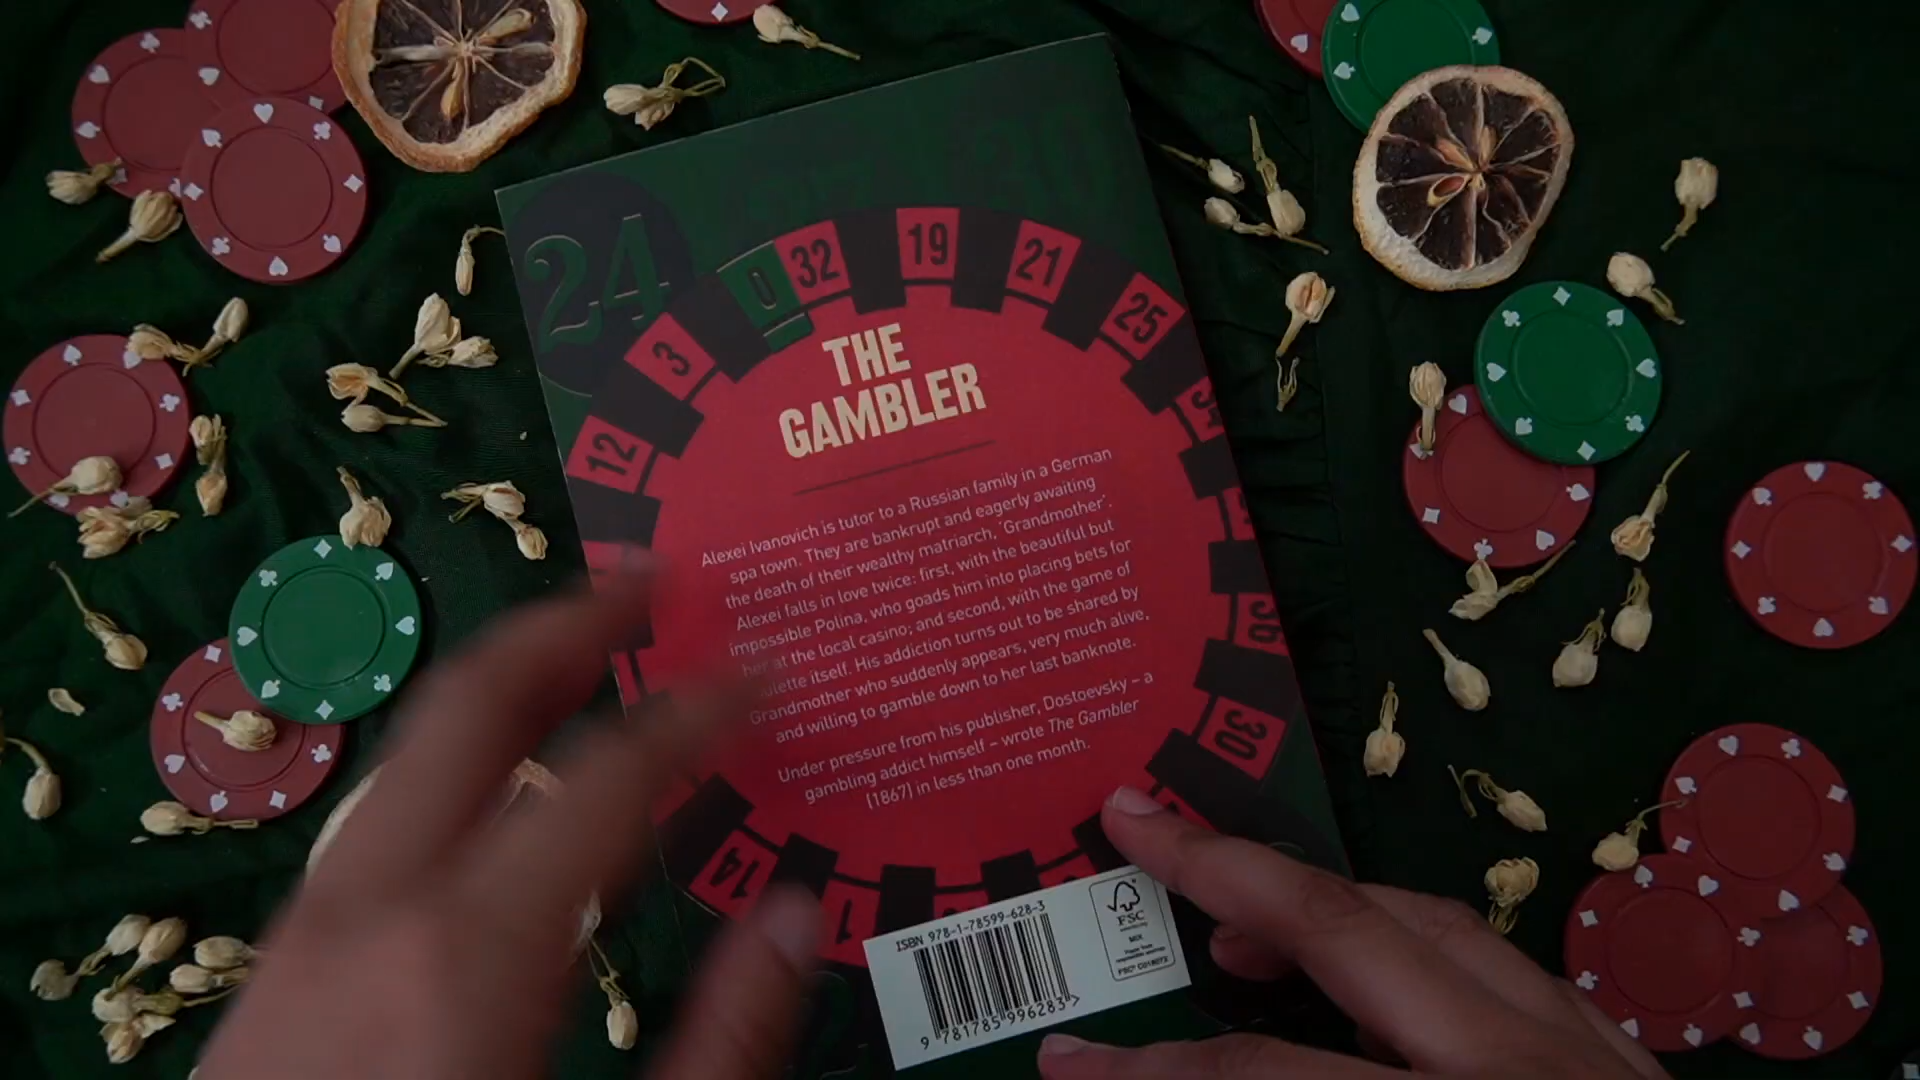 24
0
32
19
21
25
3
12
THE
GAMBLER
Alexei Ivanovich is tutor to a Russian family in a German
spa town. They are bankrupt and eagerly awaiting
the death of their wealthy matriarch, 'Grandmother'.
Alexei falls in love twice: first, with the beautiful but
impossible Polina, who goads him into placing bets for
her at the local casino; and second, with the game of
roulette itself. His addiction turns out to be shared by
Grandmother who suddenly appears, very much alive,
and willing to gamble down to her last banknote.
Under pressure from his publisher, Dostoevsky – a
gambling addict himself – wrote The Gambler
(1867) in less than one month.
36
30
14
1
ISBN 978-1-78599-628-3
9 781785 996283 >
FSC
MIX